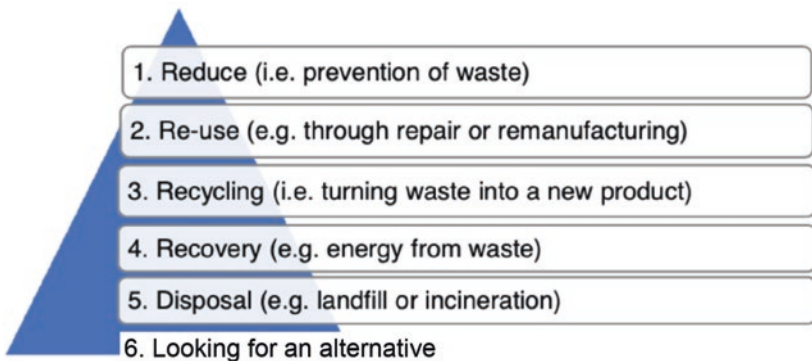 1. Reduce (i.e. prevention of waste)
2. Re-use (e.g. through repair or remanufacturing)
3. Recycling (i.e. turning waste into a new product)
4. Recovery (e.g. energy from waste)
5. Disposal (e.g. landfill or incineration)
6. Looking for an alternative